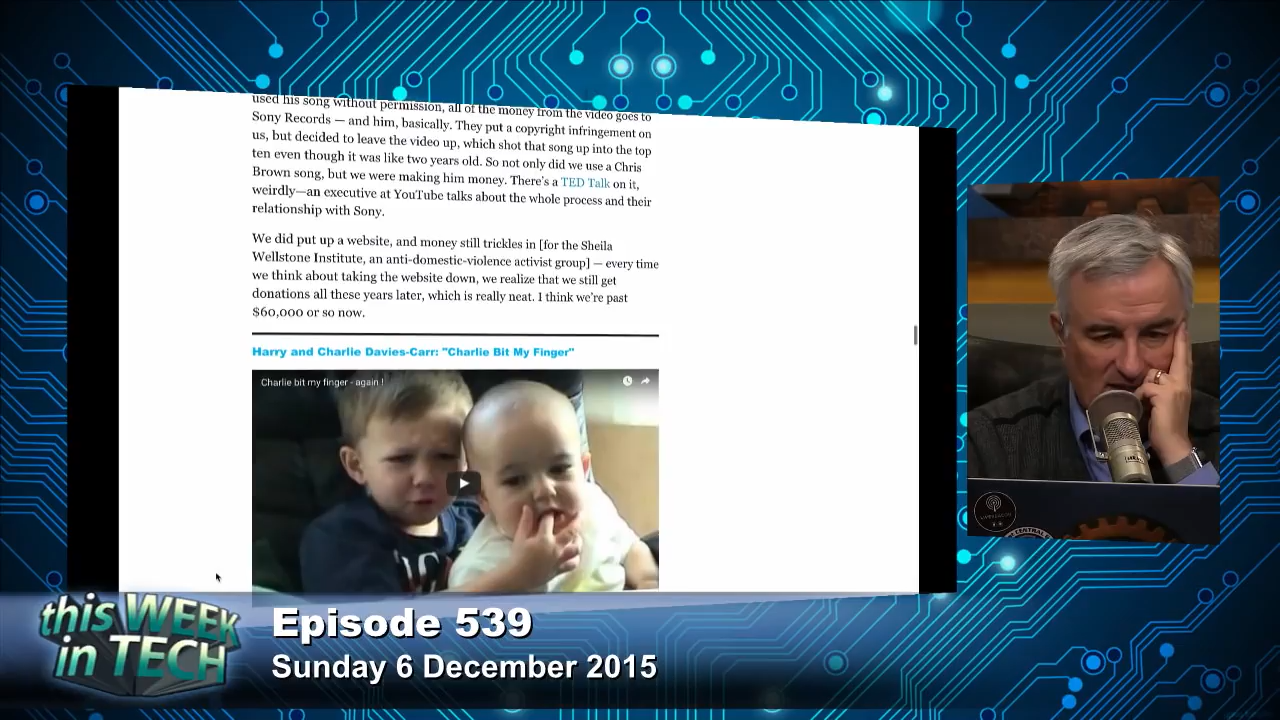 used his song without permission, all of the money from the video goes to
Sony Records — and him, basically. They put a copyright infringement on
us, but decided to leave the video up, which shot that song up into the top
ten even though it was like two years old. So not only did we use a Chris
Brown song, but we were making him money. There's a TED Talk on it,
weirdly—an executive at YouTube talks about the whole process and their
relationship with Sony.
We did put up a website, and money still trickles in [for the Sheila
Wellstone Institute, an anti-domestic-violence activist group] — every time
we think about taking the website down, we realize that we still get
donations all these years later, which is really neat. I think we're past
$60,000 or so now.
Harry and Charlie Davies-Carr: "Charlie Bit My Finger"
Charlie bit my finger - again !
this WEEK
in TECH
Episode 539
Sunday 6 December 2015